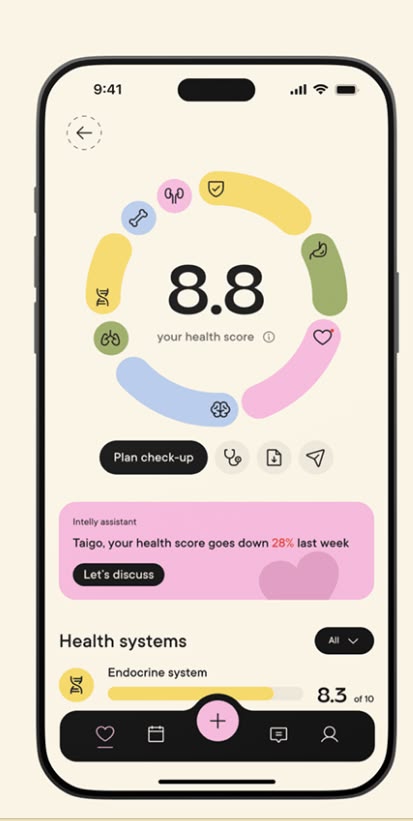 9:41
8.8
your health score
Plan check-up
Intelly assistant
Taigo, your health score goes down 28% last week
Let's discuss
Health systems
All
Endocrine system
8.3 of 10